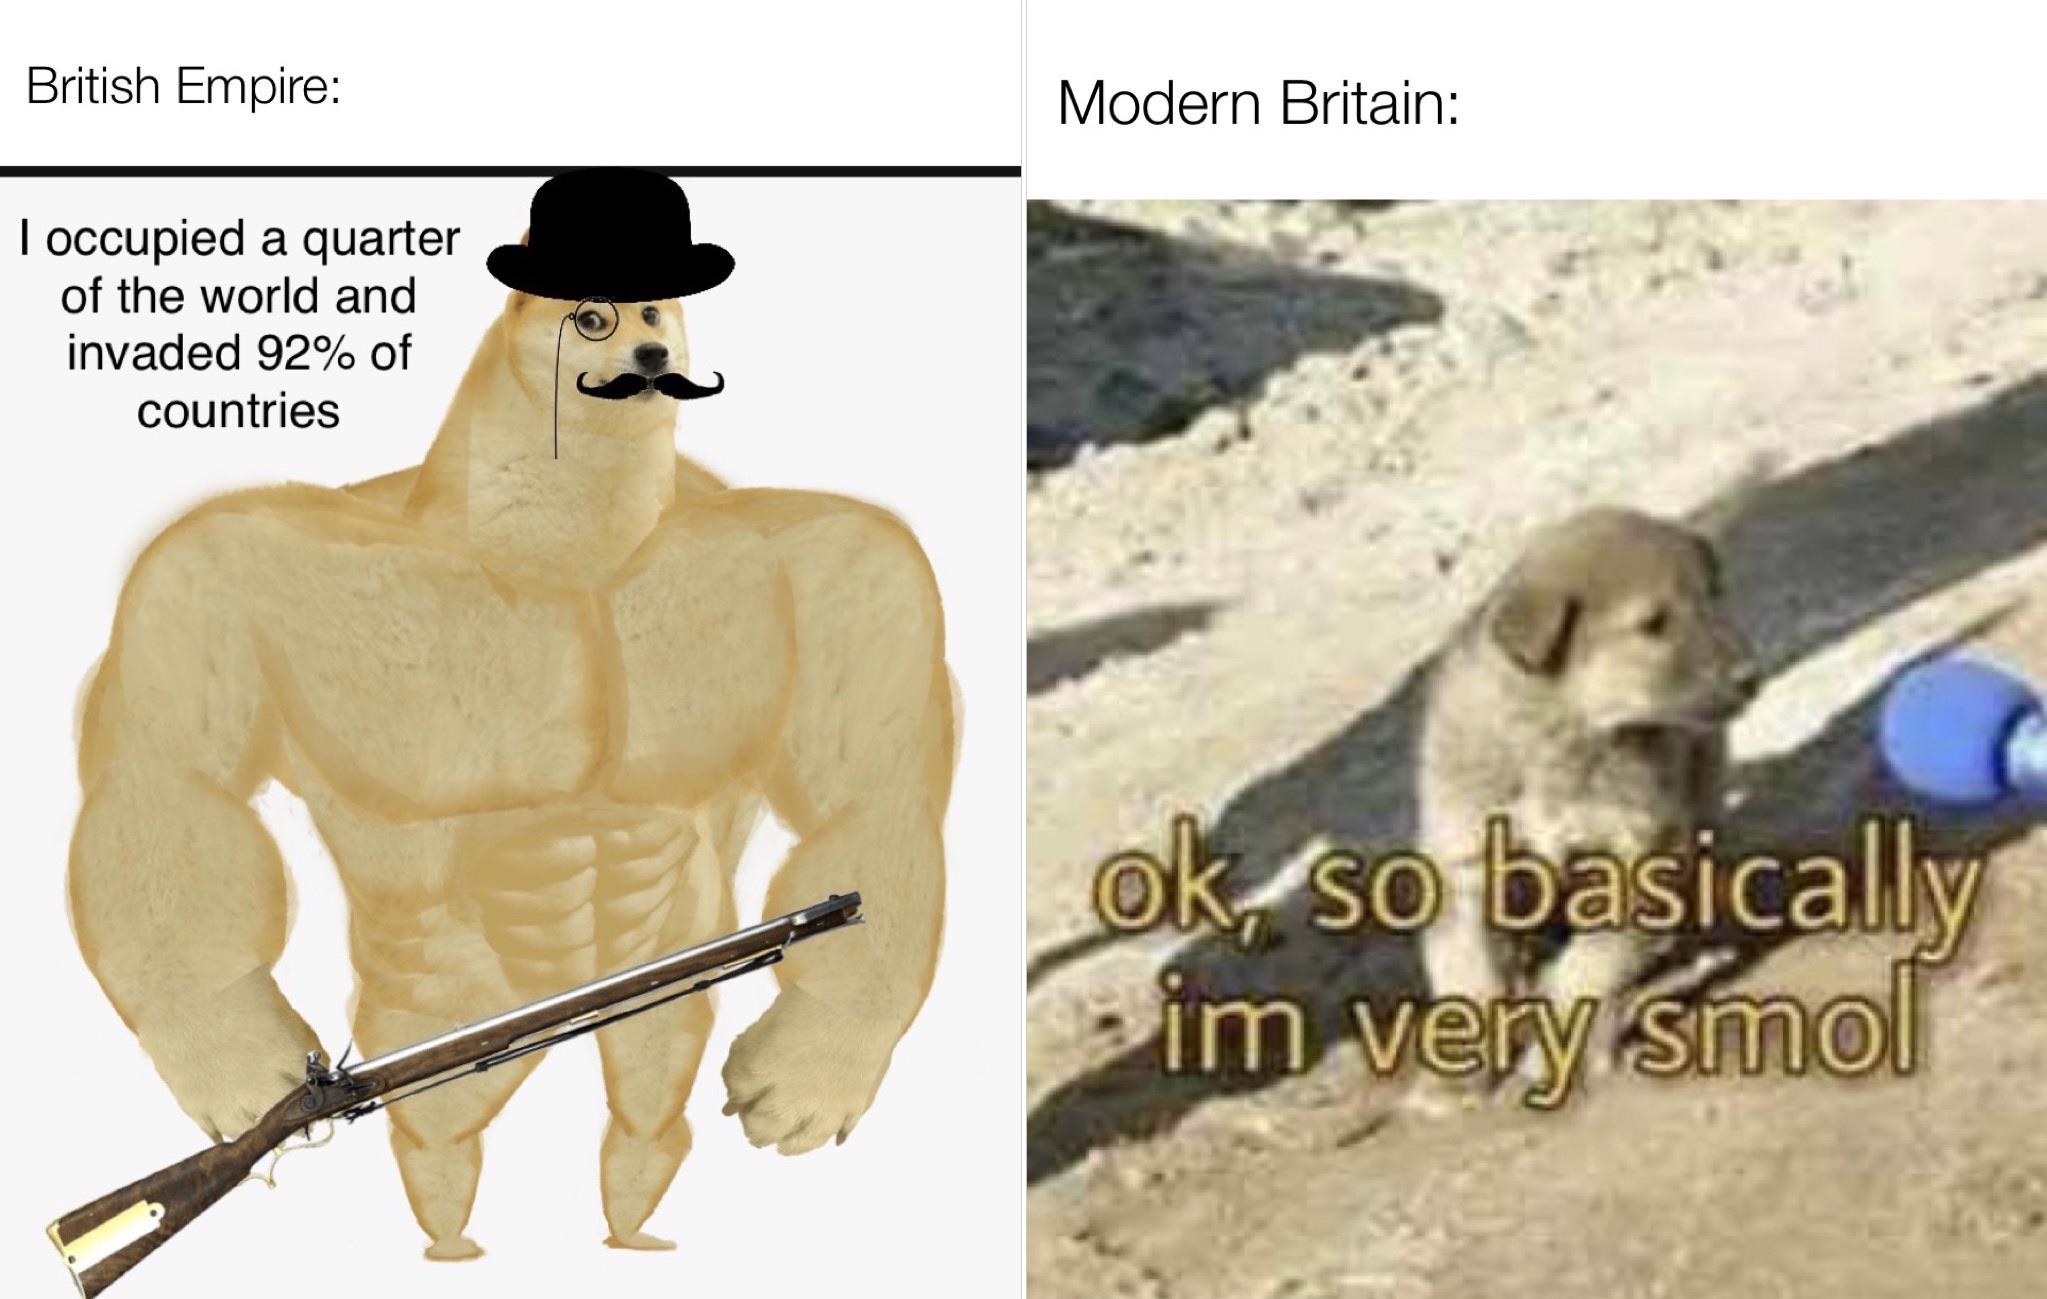 British Empire:
I occupied a quarter
of the world and
invaded 92% of
countries
Modern Britain:
ok, so basically
im very smol